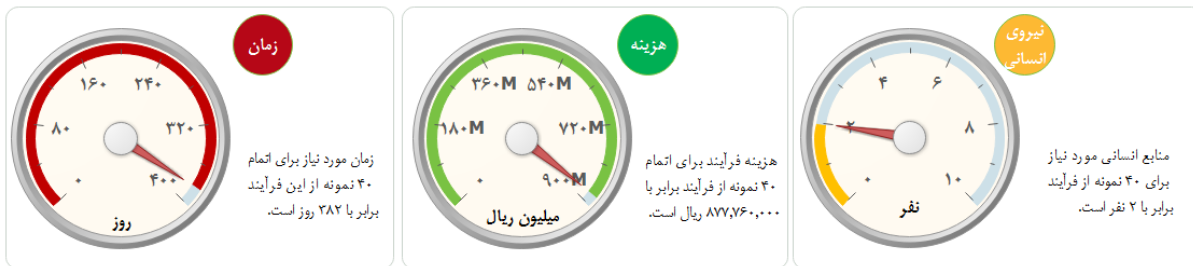 نیروی
انسانی
۰
۲
۴
۶
۸
۱۰
نفر
منابع انسانی مورد نیاز
برای ۴۰ نمونه از فرآیند
برابر با ۲ نفر است.
هزینه
۰
۱۸۰M
۳۶۰M
۵۴۰M
۷۲۰M
۹۰۰M
میلیون ریال
هزینه فرآیند برای اتمام
۴۰ نمونه از فرآیند برابر با
۸۷۷,۷۶۰,۰۰۰ ریال است.
زمان
۰
۸۰
۱۶۰
۲۴۰
۳۲۰
۴۰۰
روز
زمان مورد نیاز برای اتمام
۴۰ نمونه از این فرآیند
برابر با ۳۸۲ روز است.